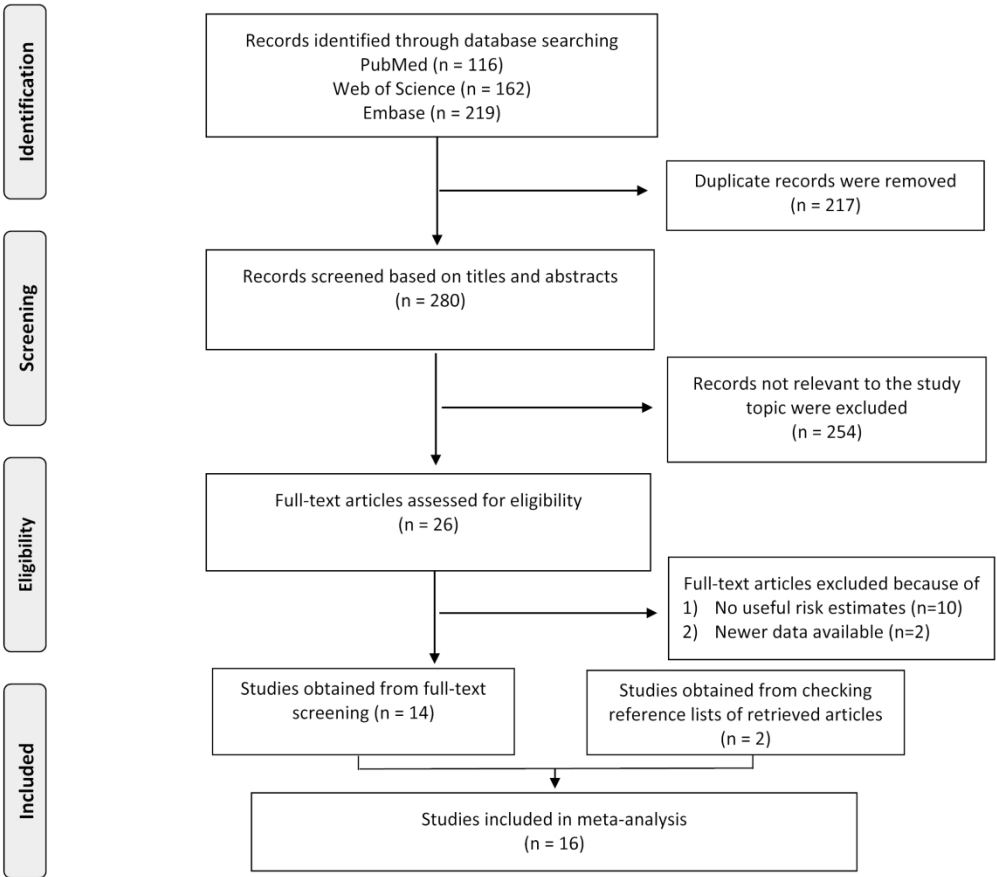 Identification
Records identified through database searching
PubMed (n = 116)
Web of Science (n = 162)
Embase (n = 219)
Duplicate records were removed
(n = 217)
Screening
Records screened based on titles and abstracts
(n = 280)
Records not relevant to the study
topic were excluded
(n = 254)
Eligibility
Full-text articles assessed for eligibility
(n = 26)
Full-text articles excluded because of
1) No useful risk estimates (n=10)
2) Newer data available (n=2)
Included
Studies obtained from full-text
screening (n = 14)
Studies obtained from checking
reference lists of retrieved articles
(n = 2)
Studies included in meta-analysis
(n = 16)